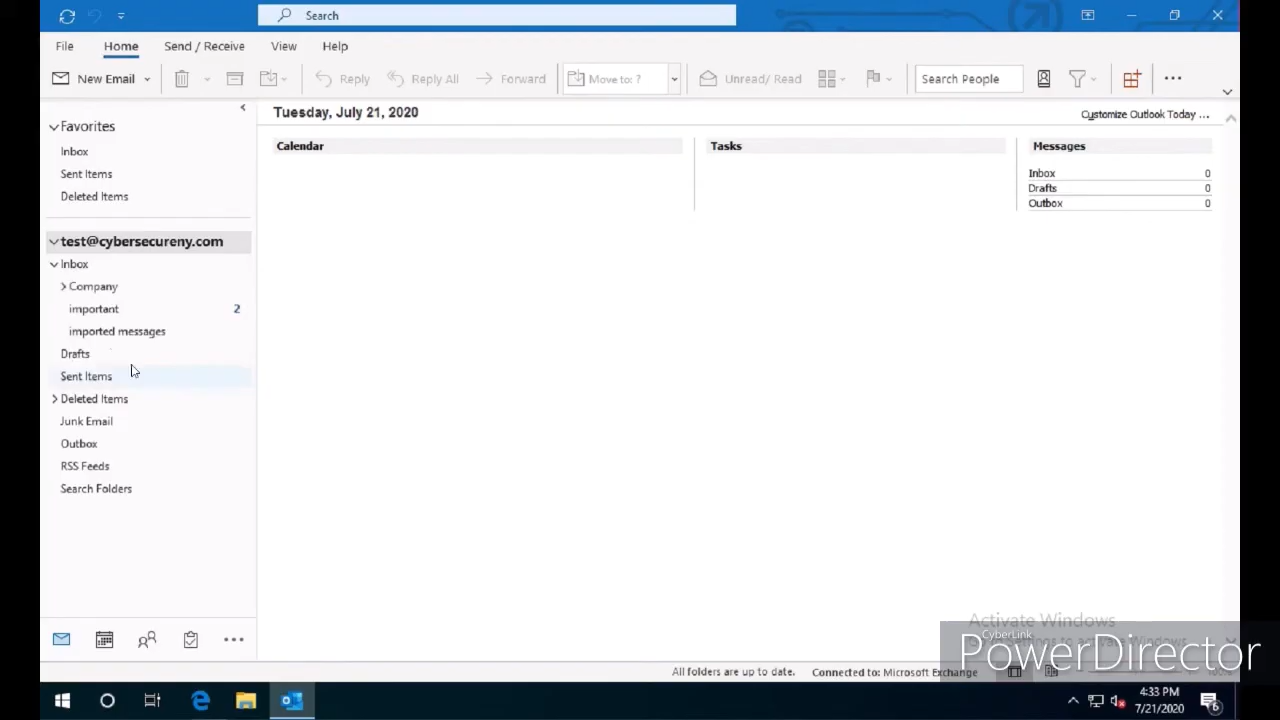 Search
File Home Send / Receive View Help
New Email Reply Reply All Forward Move to: ? Unread/ Read Search People
Tuesday, July 21, 2020
Customize Outlook Today ...
Favorites
Inbox
Sent Items
Deleted Items
test@cybersecureny.com
Inbox
Company
important 2
imported messages
Drafts
Sent Items
Deleted Items
Junk Email
Outbox
RSS Feeds
Search Folders
Calendar
Tasks
Messages
Inbox 0
Drafts 0
Outbox 0
Activate Windows
CyberLink
PowerDirector
All folders are up to date. Connected to: Microsoft Exchange
4:33 PM
7/21/2020
6